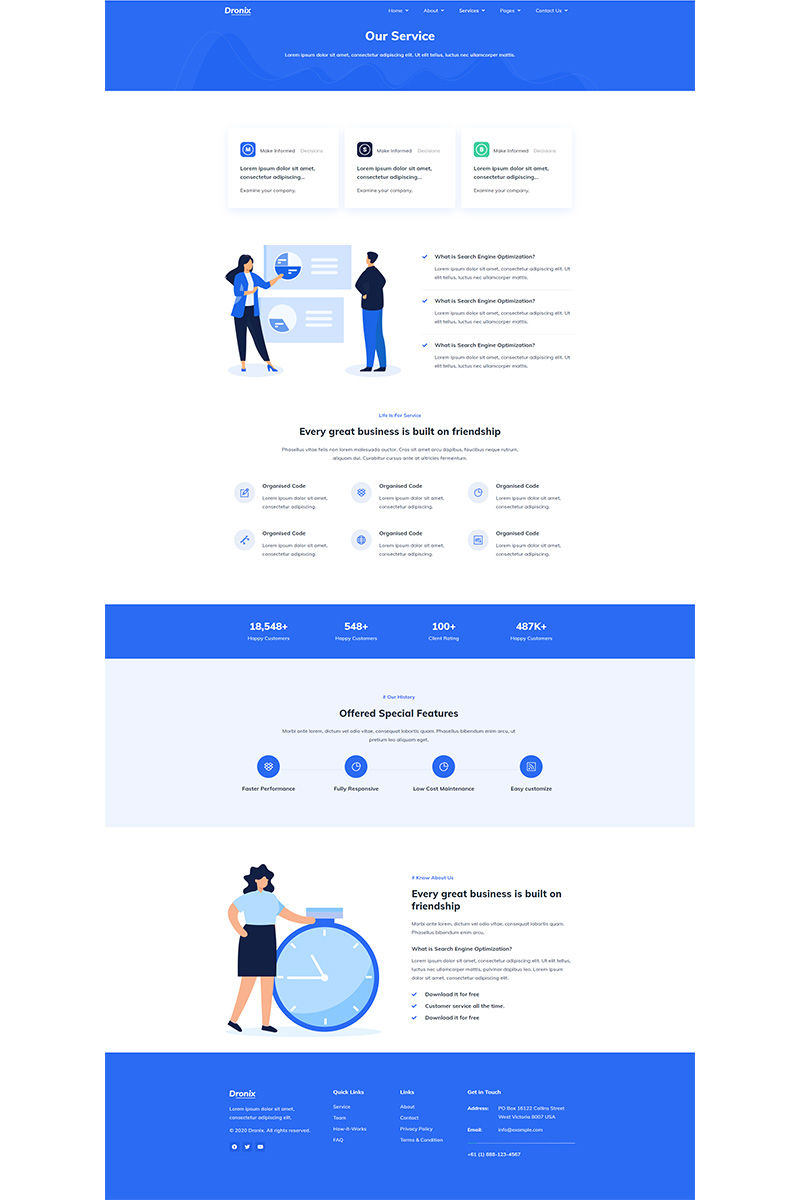 Dronix
Home About Services Pages Contact Us
Our Service
Lorem ipsum dolor sit amet, consectetur adipiscing elit. Ut elit tellus, luctus nec ullamcorper mattis.
M Make Informed Decisions
Lorem ipsum dolor sit amet,
consectetur adipiscing...
Examine your company.
S Make Informed Decisions
Lorem ipsum dolor sit amet,
consectetur adipiscing...
Examine your company.
B Make Informed Decisions
Lorem ipsum dolor sit amet,
consectetur adipiscing...
Examine your company.
What is Search Engine Optimization?
Lorem ipsum dolor sit amet, consectetur adipiscing elit. Ut
elit tellus, luctus nec ullamcorper mattis.
What is Search Engine Optimization?
Lorem ipsum dolor sit amet, consectetur adipiscing elit. Ut
elit tellus, luctus nec ullamcorper mattis.
What is Search Engine Optimization?
Lorem ipsum dolor sit amet, consectetur adipiscing elit. Ut
elit tellus, luctus nec ullamcorper mattis.
Life Is For Service
Every great business is built on friendship
Phasellus vitae felis non lorem malesuada auctor. Cras sit amet arcu dapibus, faucibus neque rutrum,
aliquam dui. Curabitur cursus ante at ultricies fermentum.
Organised Code
Lorem ipsum dolor sit amet,
consectetur adipiscing.
Organised Code
Lorem ipsum dolor sit amet,
consectetur adipiscing.
Organised Code
Lorem ipsum dolor sit amet,
consectetur adipiscing.
Organised Code
Lorem ipsum dolor sit amet,
consectetur adipiscing.
Organised Code
Lorem ipsum dolor sit amet,
consectetur adipiscing.
Organised Code
Lorem ipsum dolor sit amet,
consectetur adipiscing.
18,548+
Happy Customers
548+
Happy Customers
100+
Client Rating
487K+
Happy Customers
# Our History
Offered Special Features
Morbi ante lorem, dictum vel odio vitae, consequat lobortis quam. Phasellus bibendum enim arcu, ut
pretium leo aliquam eget.
Faster Performance
Fully Responsive
Low Cost Maintenance
Easy customize
# Know About Us
Every great business is built on
friendship
Morbi ante lorem, dictum vel odio vitae, consequat lobortis quam.
Phasellus bibendum enim arcu.
What is Search Engine Optimization?
Lorem ipsum dolor sit amet, consectetur adipiscing elit. Ut tellus,
luctus nec ullamcorper mattis, pulvinar dapibus leo. Lorem ipsum
dolor sit amet, consectetur adipiscing elit.
Download It for free
Customer service all the time.
Download It for free
Dronix
Lorem ipsum dolor sit amet,
consectetur adipiscing elit.
© 2020 Dronix. All rights reserved.
Quick Links
Service
Team
How-it-Works
FAQ
Links
About
Contact
Privacy Policy
Terms & Condition
Get in Touch
Address: PO Box 16122 Collins Street
West Victoria 8007 USA
Email: info@example.com
+61 (1) 888-123-4567